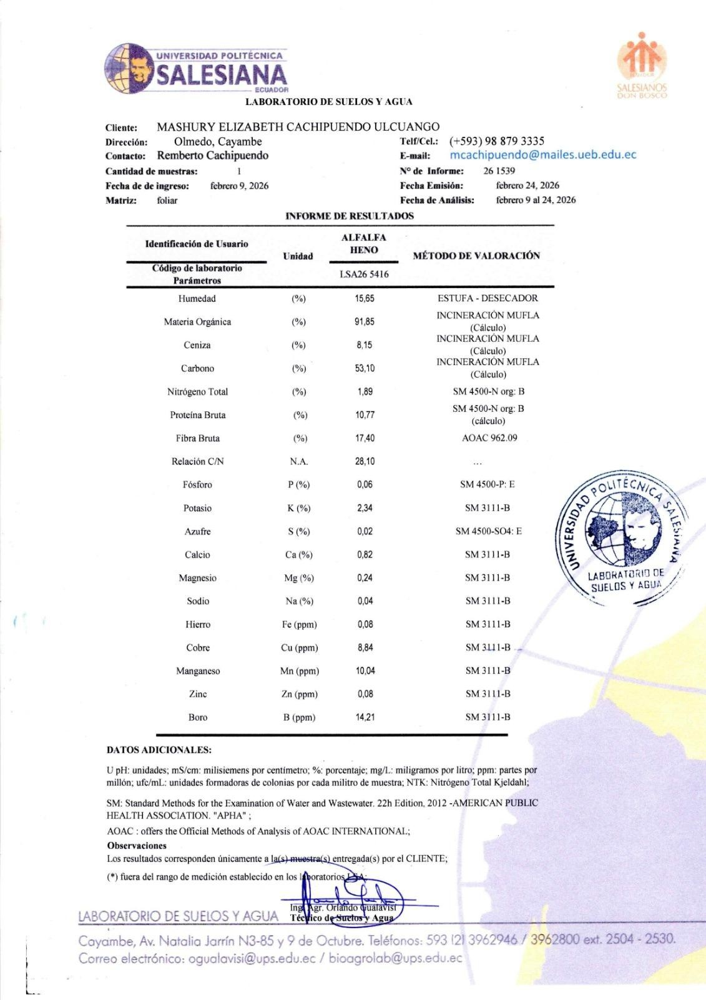 UNIVERSIDAD POLITÉCNICA
SALESIANA
ECUADOR
ECUADOR
SALESIANOS
DON BOSCO
LABORATORIO DE SUELOS Y AGUA
Cliente: MASHURY ELIZABETH CACHIPUENDO ULCUANGO
Dirección: Olmedo, Cayambe Telf/Cel.: (+593) 98 879 3335
Contacto: Remberto Cachipuendo E-mail: mcachipuendo@mailes.ueb.edu.ec
Cantidad de muestras: 1 N° de Informe: 26 1539
Fecha de de ingreso: febrero 9, 2026 Fecha Emisión: febrero 24, 2026
Matriz: foliar Fecha de Análisis: febrero 9 al 24, 2026
INFORME DE RESULTADOS
Identificación de Usuario Unidad ALFALFA HENO MÉTODO DE VALORACIÓN
Código de laboratorio LSA26 5416
Parámetros
Humedad (%) 15,65 ESTUFA - DESECADOR
Materia Orgánica (%) 91,85 INCINERACIÓN MUFLA (Cálculo)
Ceniza (%) 8,15 INCINERACIÓN MUFLA (Cálculo)
Carbono (%) 53,10 INCINERACIÓN MUFLA (Cálculo)
Nitrógeno Total (%) 1,89 SM 4500-N org: B
Proteína Bruta (%) 10,77 SM 4500-N org: B (cálculo)
Fibra Bruta (%) 17,40 AOAC 962.09
Relación C/N N.A. 28,10 ...
Fósforo P (%) 0,06 SM 4500-P: E
Potasio K (%) 2,34 SM 3111-B
Azufre S (%) 0,02 SM 4500-SO4: E
Calcio Ca (%) 0,82 SM 3111-B
Magnesio Mg (%) 0,24 SM 3111-B
Sodio Na (%) 0,04 SM 3111-B
Hierro Fe (ppm) 0,08 SM 3111-B
Cobre Cu (ppm) 8,84 SM 3111-B
Manganeso Mn (ppm) 10,04 SM 3111-B
Zinc Zn (ppm) 0,08 SM 3111-B
Boro B (ppm) 14,21 SM 3111-B
UNIVERSIDAD POLITÉCNICA SALESIANA
LABORATORIO DE
SUELOS Y AGUA
DATOS ADICIONALES:
U pH: unidades; mS/cm: milisiemens por centímetro; %: porcentaje; mg/L: miligramos por litro; ppm: partes por
millón; ufc/mL: unidades formadoras de colonias por cada militro de muestra; NTK: Nitrógeno Total Kjeldahl;
SM: Standard Methods for the Examination of Water and Wastewater. 22h Edition, 2012 -AMERICAN PUBLIC
HEALTH ASSOCIATION. "APHA" ;
AOAC : offers the Official Methods of Analysis of AOAC INTERNATIONAL;
Observaciones
Los resultados corresponden únicamente a la(s) muestra(s) entregada(s) por el CLIENTE;
(*) fuera del rango de medición establecido en los laboratorios LSA;
Ing. Agr. Orlando Gualavisí
Técnico de Suelos y Agua
LABORATORIO DE SUELOS Y AGUA
Cayambe, Av. Natalia Jarrín N3-85 y 9 de Octubre. Teléfonos: 593 (2) 3962946 / 3962800 ext. 2504 - 2530.
Correo electrónico: ogualavisi@ups.edu.ec / bioagrolab@ups.edu.ec